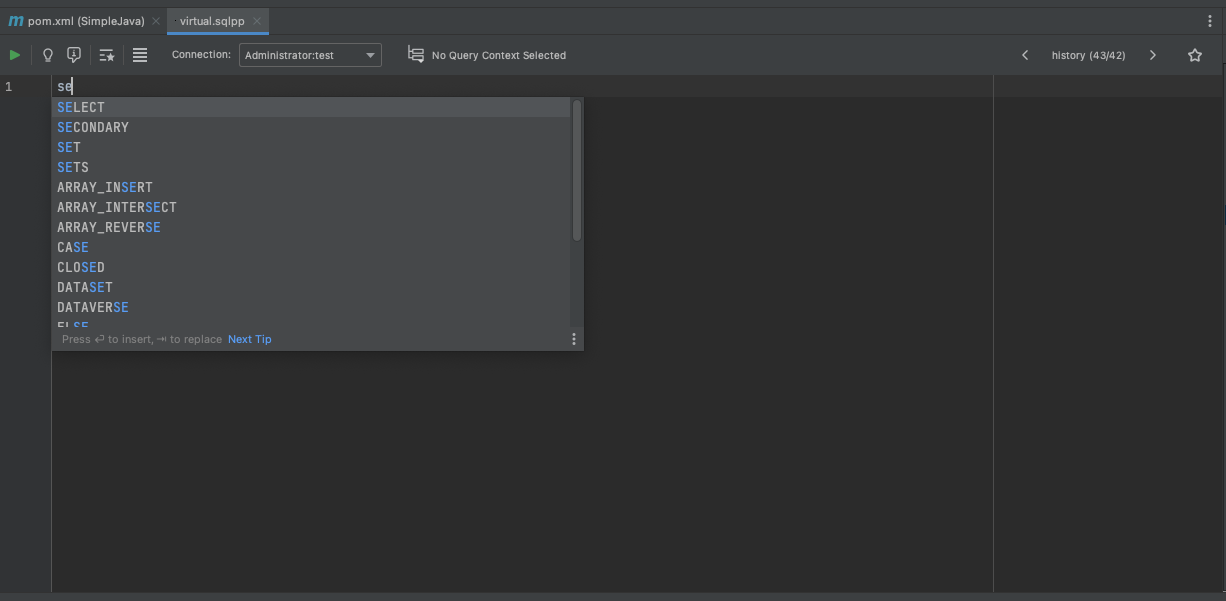 m pom.xml (SimpleJava) virtual.sqlpp
Connection: Administrator:test No Query Context Selected history (43/42)
1 se
SELECT
SECONDARY
SET
SETS
ARRAY_INSERT
ARRAY_INTERSECT
ARRAY_REVERSE
CASE
CLOSED
DATASET
DATAVERSE
ELSE
Press ⏎ to insert, ⇥ to replace Next Tip